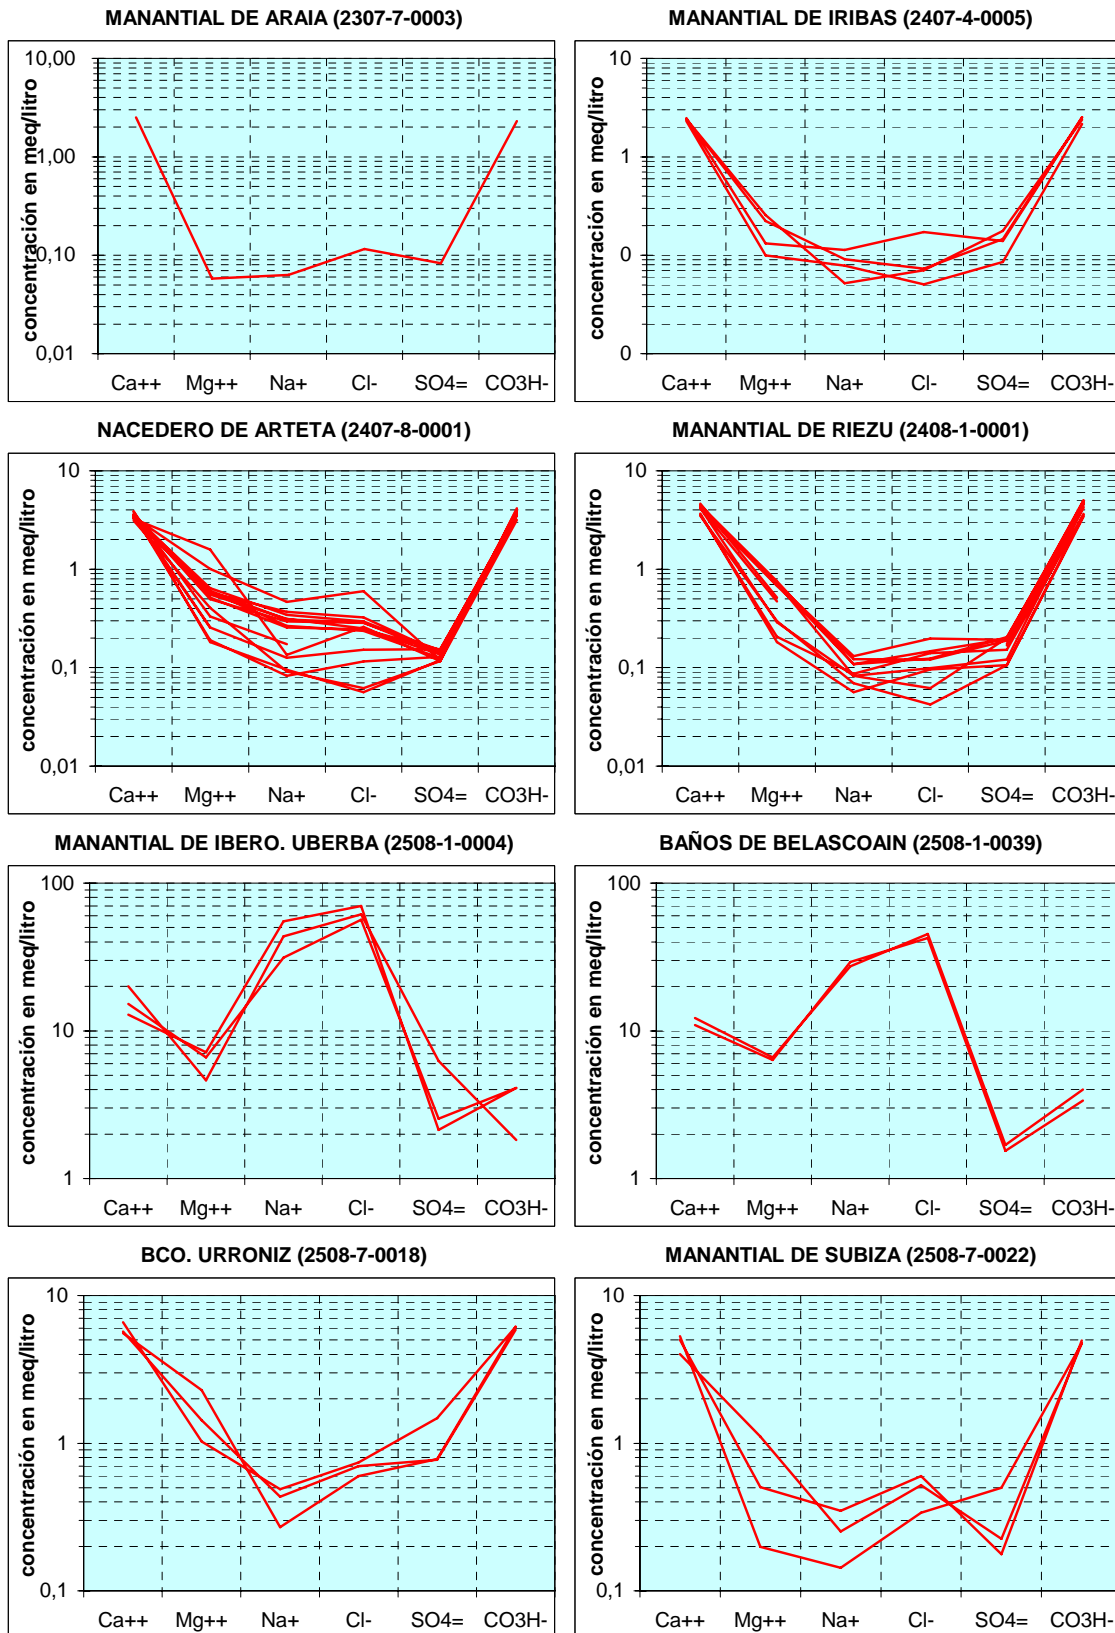 MANANTIAL DE ARAIA (2307-7-0003)
concentración en meq/litro
10,00
1,00
0,10
0,01
Ca++ Mg++ Na+ Cl- SO4= CO3H-
MANANTIAL DE IRIBAS (2407-4-0005)
concentración en meq/litro
10
1
0
0
Ca++ Mg++ Na+ Cl- SO4= CO3H-
NACEDERO DE ARTETA (2407-8-0001)
concentración en meq/litro
10
1
0,1
0,01
Ca++ Mg++ Na+ Cl- SO4= CO3H-
MANANTIAL DE RIEZU (2408-1-0001)
concentración en meq/litro
10
1
0,1
0,01
Ca++ Mg++ Na+ Cl- SO4= CO3H-
MANANTIAL DE IBERO. UBERBA (2508-1-0004)
concentración en meq/litro
100
10
1
Ca++ Mg++ Na+ Cl- SO4= CO3H-
BAÑOS DE BELASCOAIN (2508-1-0039)
concentración en meq/litro
100
10
1
Ca++ Mg++ Na+ Cl- SO4= CO3H-
BCO. URRONIZ (2508-7-0018)
concentración en meq/litro
10
1
0,1
Ca++ Mg++ Na+ Cl- SO4= CO3H-
MANANTIAL DE SUBIZA (2508-7-0022)
concentración en meq/litro
10
1
0,1
Ca++ Mg++ Na+ Cl- SO4= CO3H-